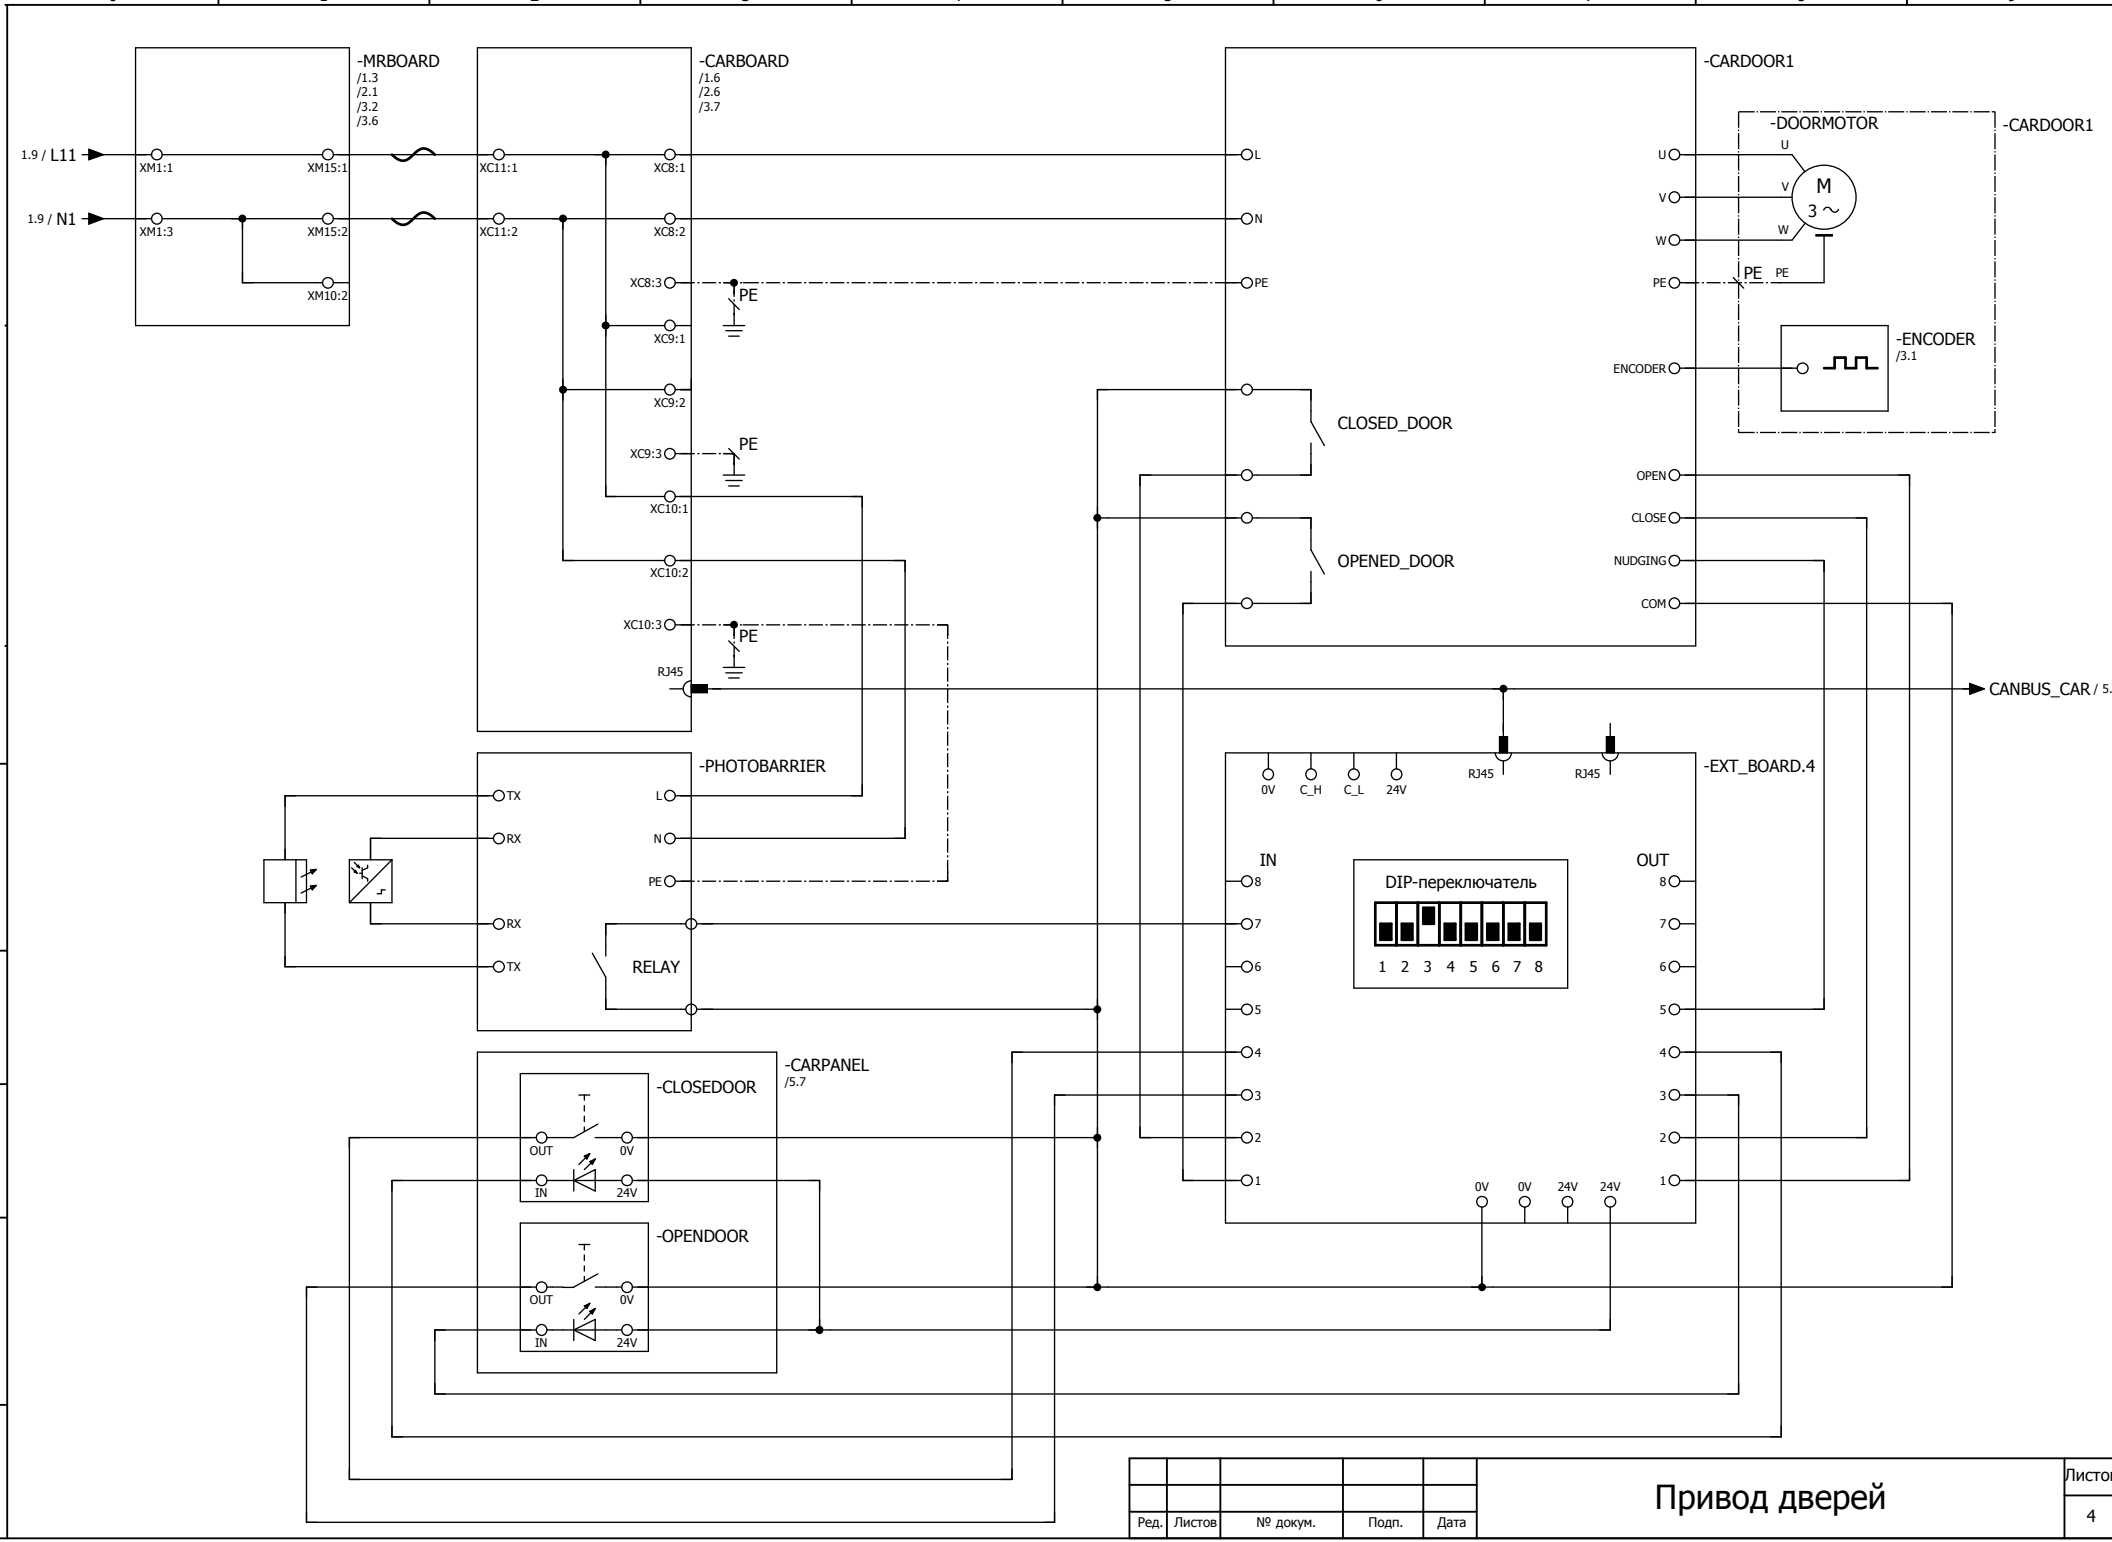 -MRBOARD
/1.3
/2.1
/3.2
/3.6
-CARBOARD
/1.6
/2.6
/3.7
-CARDOOR1
-DOORMOTOR
-CARDOOR1
1.9 / L11
XM1:1
XM15:1
XC11:1
XC8:1
L
U
U
M
3
V
V
1.9 / N1
XM1:3
XM15:2
XC11:2
XC8:2
N
W
W
XM10:2
XC8:3
PE
PE
PE
PE
PE
XC9:1
-ENCODER
/3.1
ENCODER
XC9:2
CLOSED_DOOR
XC9:3
PE
OPEN
XC10:1
CLOSE
XC10:2
OPENED_DOOR
NUDGING
COM
XC10:3
PE
RJ45
CANBUS_CAR / 5.
-PHOTOBARRIER
-EXT_BOARD.4
0V
C_H
C_L
24V
RJ45
RJ45
TX
L
RX
N
PE
RX
TX
RELAY
IN
OUT
DIP-переключатель
1 2 3 4 5 6 7 8
8
7
6
5
4
3
2
1
8
7
6
5
4
3
2
1
0V
0V
24V
24V
-CARPANEL
/5.7
-CLOSEDOOR
OUT
0V
IN
24V
-OPENDOOR
OUT
0V
IN
24V
Ред.
Листов
№ докум.
Подп.
Дата
Привод дверей
Листов
4